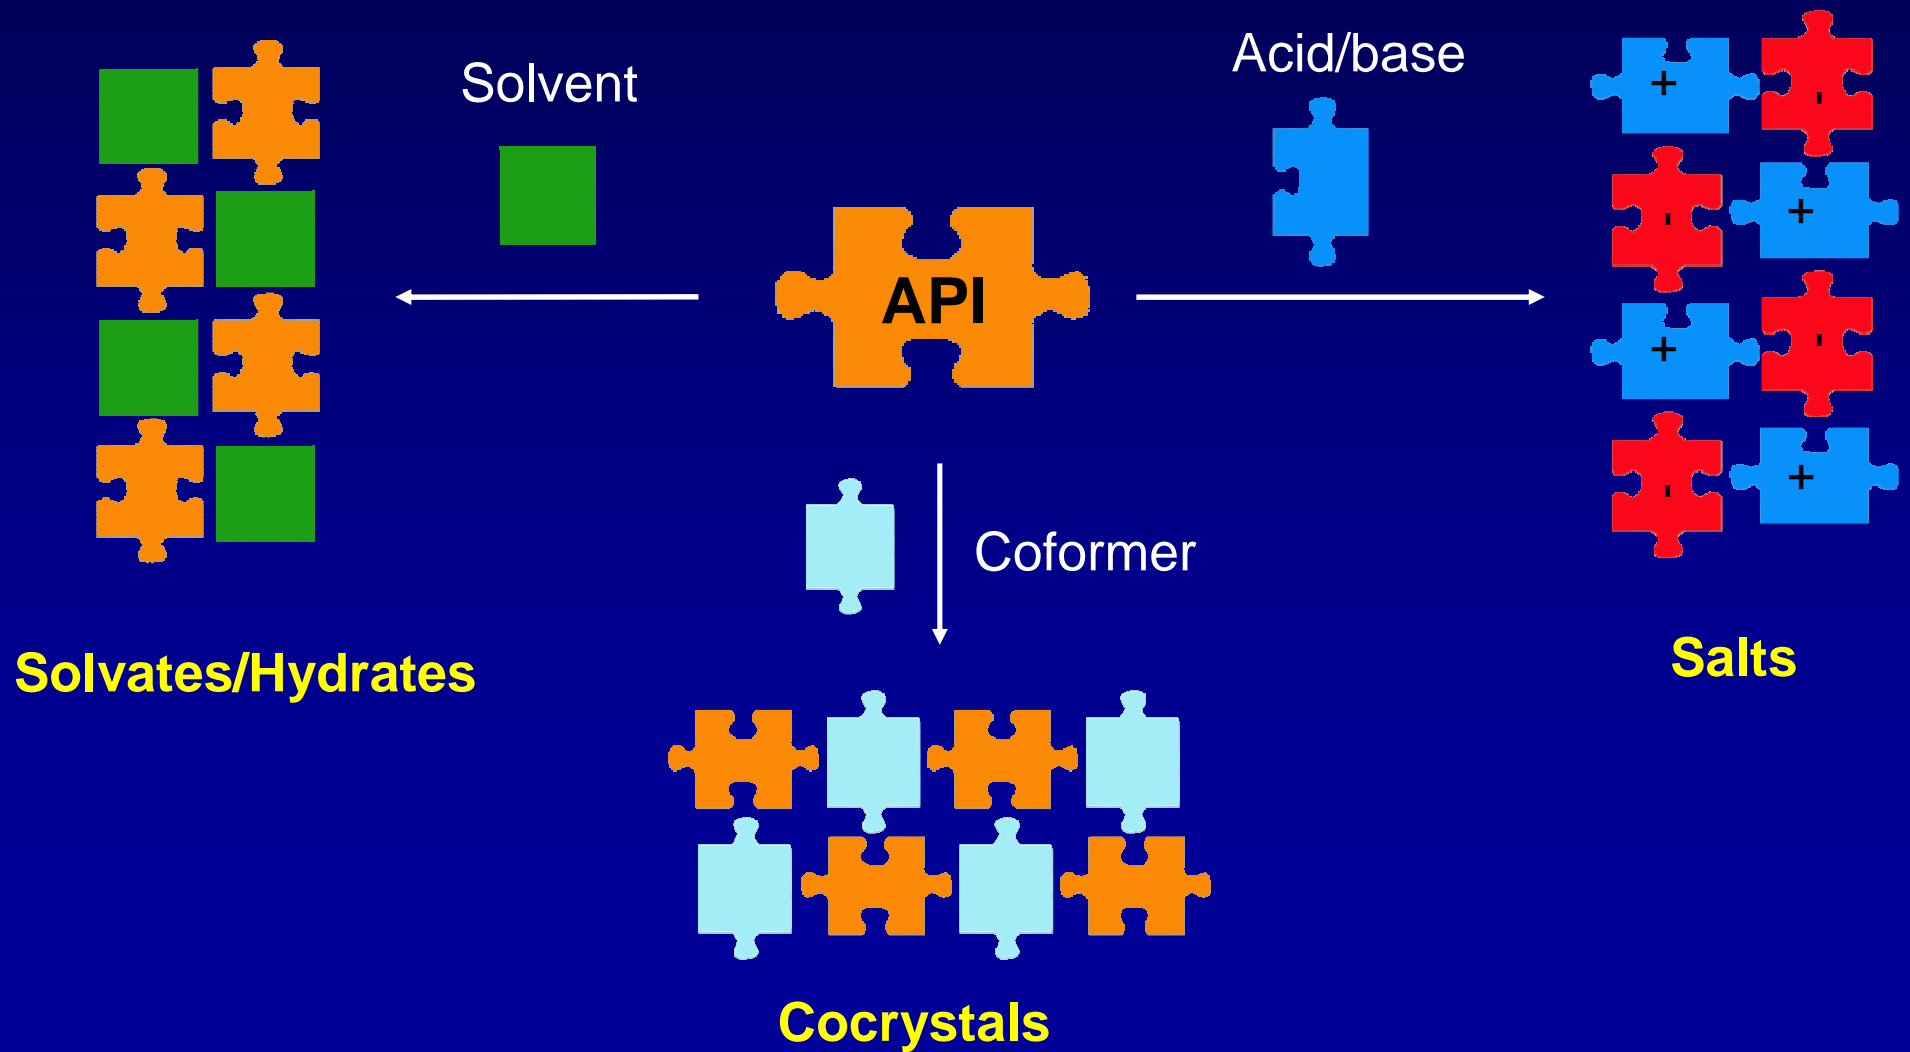 Solvent
Acid/base
+
-
-
+
API
+
-
-
+
Coformer
Solvates/Hydrates
Salts
Cocrystals